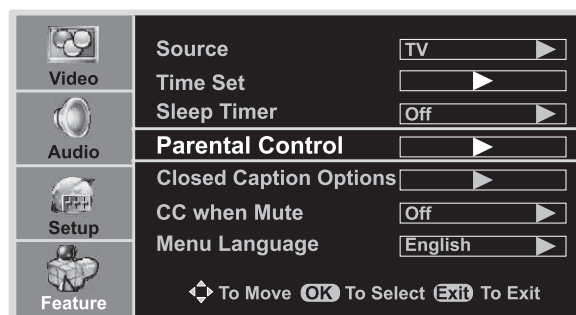 Video
Audio
Setup
Feature
Source TV
Time Set
Sleep Timer Off
Parental Control
Closed Caption Options
CC when Mute Off
Menu Language English
To Move OK To Select Exit To Exit